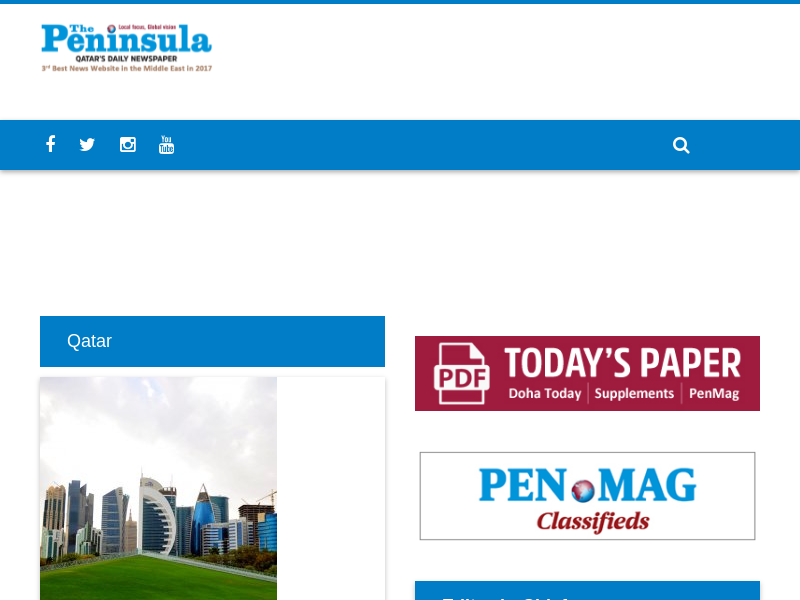 The
Local focus, Global vision
Peninsula
QATAR'S DAILY NEWSPAPER
3rd Best News Website in the Middle East in 2017
You
Tube
Qatar
PDF
TODAY'S PAPER
Doha Today | Supplements | PenMag
PEN MAG
Classifieds